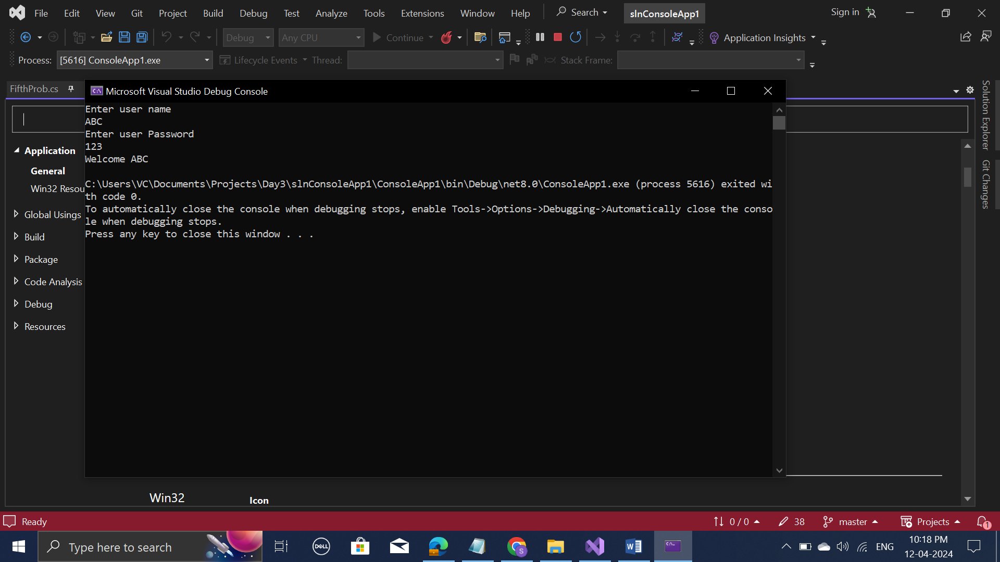 File Edit View Git Project Build Debug Test Analyze Tools Extensions Window Help Search slnConsoleApp1 Sign in
Debug Any CPU Continue Application Insights
Process: [5616] ConsoleApp1.exe Lifecycle Events Thread: Stack Frame:
FifthProb.cs
Microsoft Visual Studio Debug Console
Enter user name
ABC
Enter user Password
123
Welcome ABC
C:\Users\VC\Documents\Projects\Day3\slnConsoleApp1\ConsoleApp1\bin\Debug\net8.0\ConsoleApp1.exe (process 5616) exited wi
th code 0.
To automatically close the console when debugging stops, enable Tools->Options->Debugging->Automatically close the conso
le when debugging stops.
Press any key to close this window . . .
Application
General
Win32 Resou
Global Usings
Build
Package
Code Analysis
Debug
Resources
Solution Explorer
Git Changes
Win32 Icon
Ready 0 / 0 38 master Projects 1
Type here to search DELL S W C:\ ENG 10:18 PM
12-04-2024